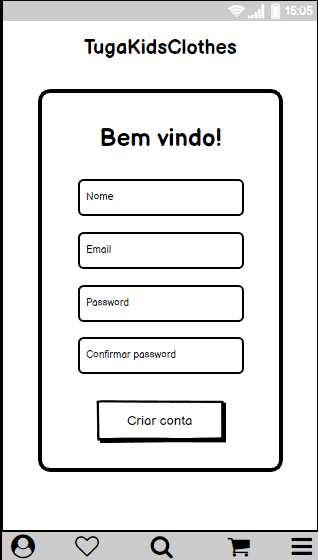 15:05
TugaKidsClothes
Bem vindo!
Nome
Email
Password
Confirmar password
Criar conta